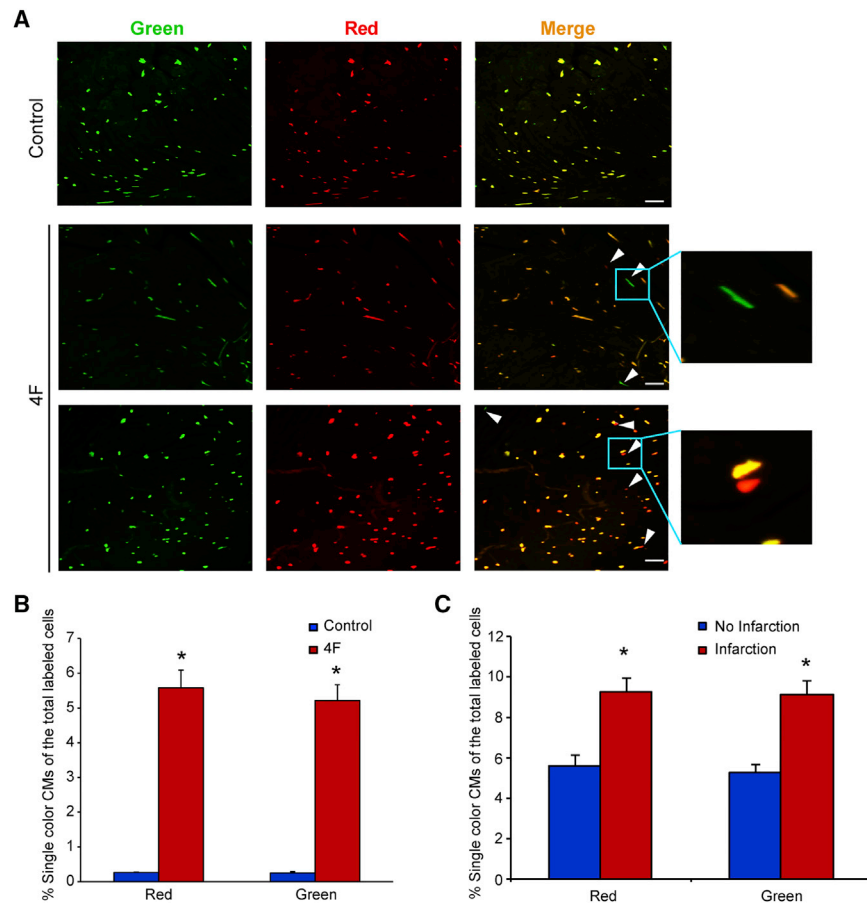 A
Green Red Merge
Control
4F
B
% Single color CMs of the total labeled cells
Control
4F
7
6
5
4
3
2
1
0
*
*
Red Green
C
% Single color CMs of the total labeled cells
No Infarction
Infarction
12
10
8
6
4
2
0
*
*
Red Green